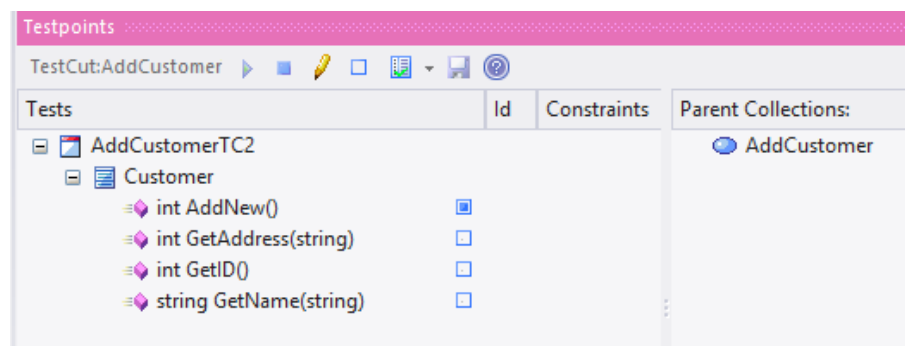 Testpoints
TestCut:AddCustomer
Tests Id Constraints Parent Collections:
AddCustomerTC2 AddCustomer
Customer
int AddNew()
int GetAddress(string)
int GetID()
string GetName(string)